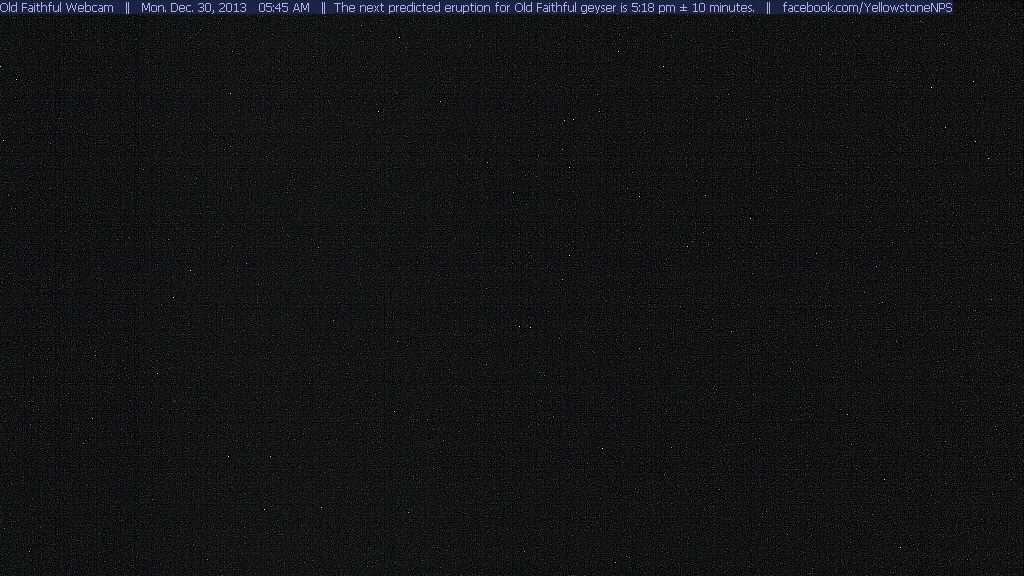 Old Faithful Webcam || Mon. Dec. 30, 2013 05:45 AM || The next predicted eruption for Old Faithful geyser is 5:18 pm ± 10 minutes. || facebook.com/YellowstoneNPS